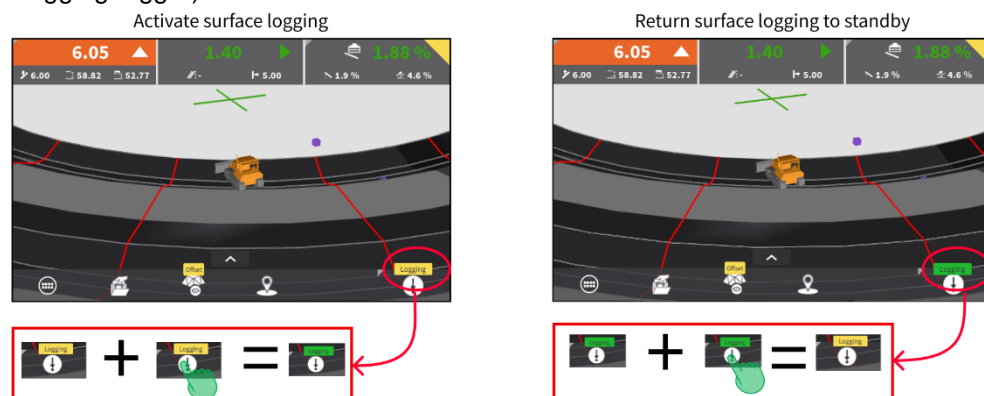 Activate surface logging
6.05
1.40
1.88 %
6.00 58.82 52.77
-
5.00
1.9 %
4.6 %
Offset
Logging
Logging + Logging = Logging
Return surface logging to standby
6.05
1.40
1.88 %
6.00 58.82 52.77
-
5.00
1.9 %
4.6 %
Offset
Logging
Logging + Logging = Logging